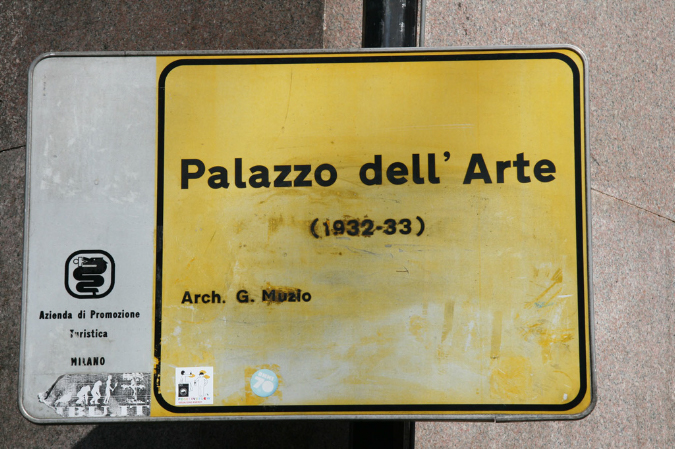 Palazzo dell' Arte
(1932-33)
Arch. G. Muzio
Azienda di Promozione
Turistica
MILANO